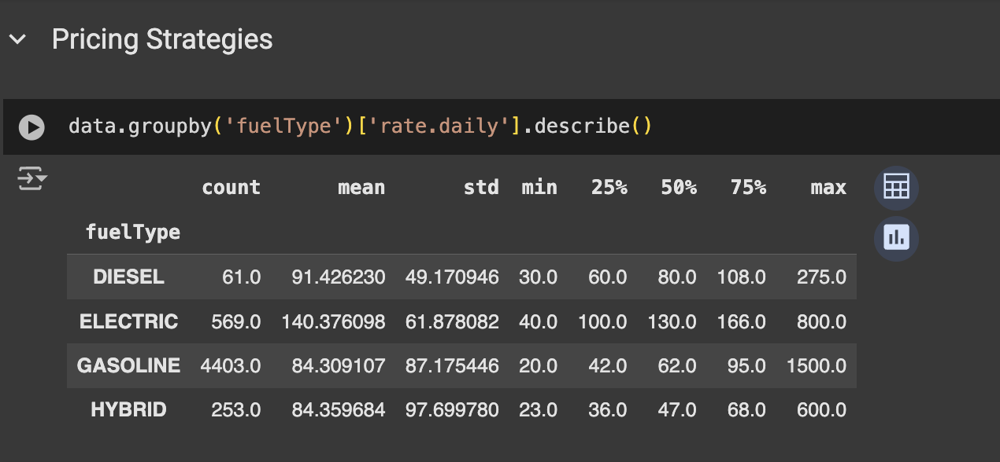 Pricing Strategies
data.groupby('fuelType')['rate.daily'].describe()
count mean std min 25% 50% 75% max
fuelType
DIESEL 61.0 91.426230 49.170946 30.0 60.0 80.0 108.0 275.0
ELECTRIC 569.0 140.376098 61.878082 40.0 100.0 130.0 166.0 800.0
GASOLINE 4403.0 84.309107 87.175446 20.0 42.0 62.0 95.0 1500.0
HYBRID 253.0 84.359684 97.699780 23.0 36.0 47.0 68.0 600.0